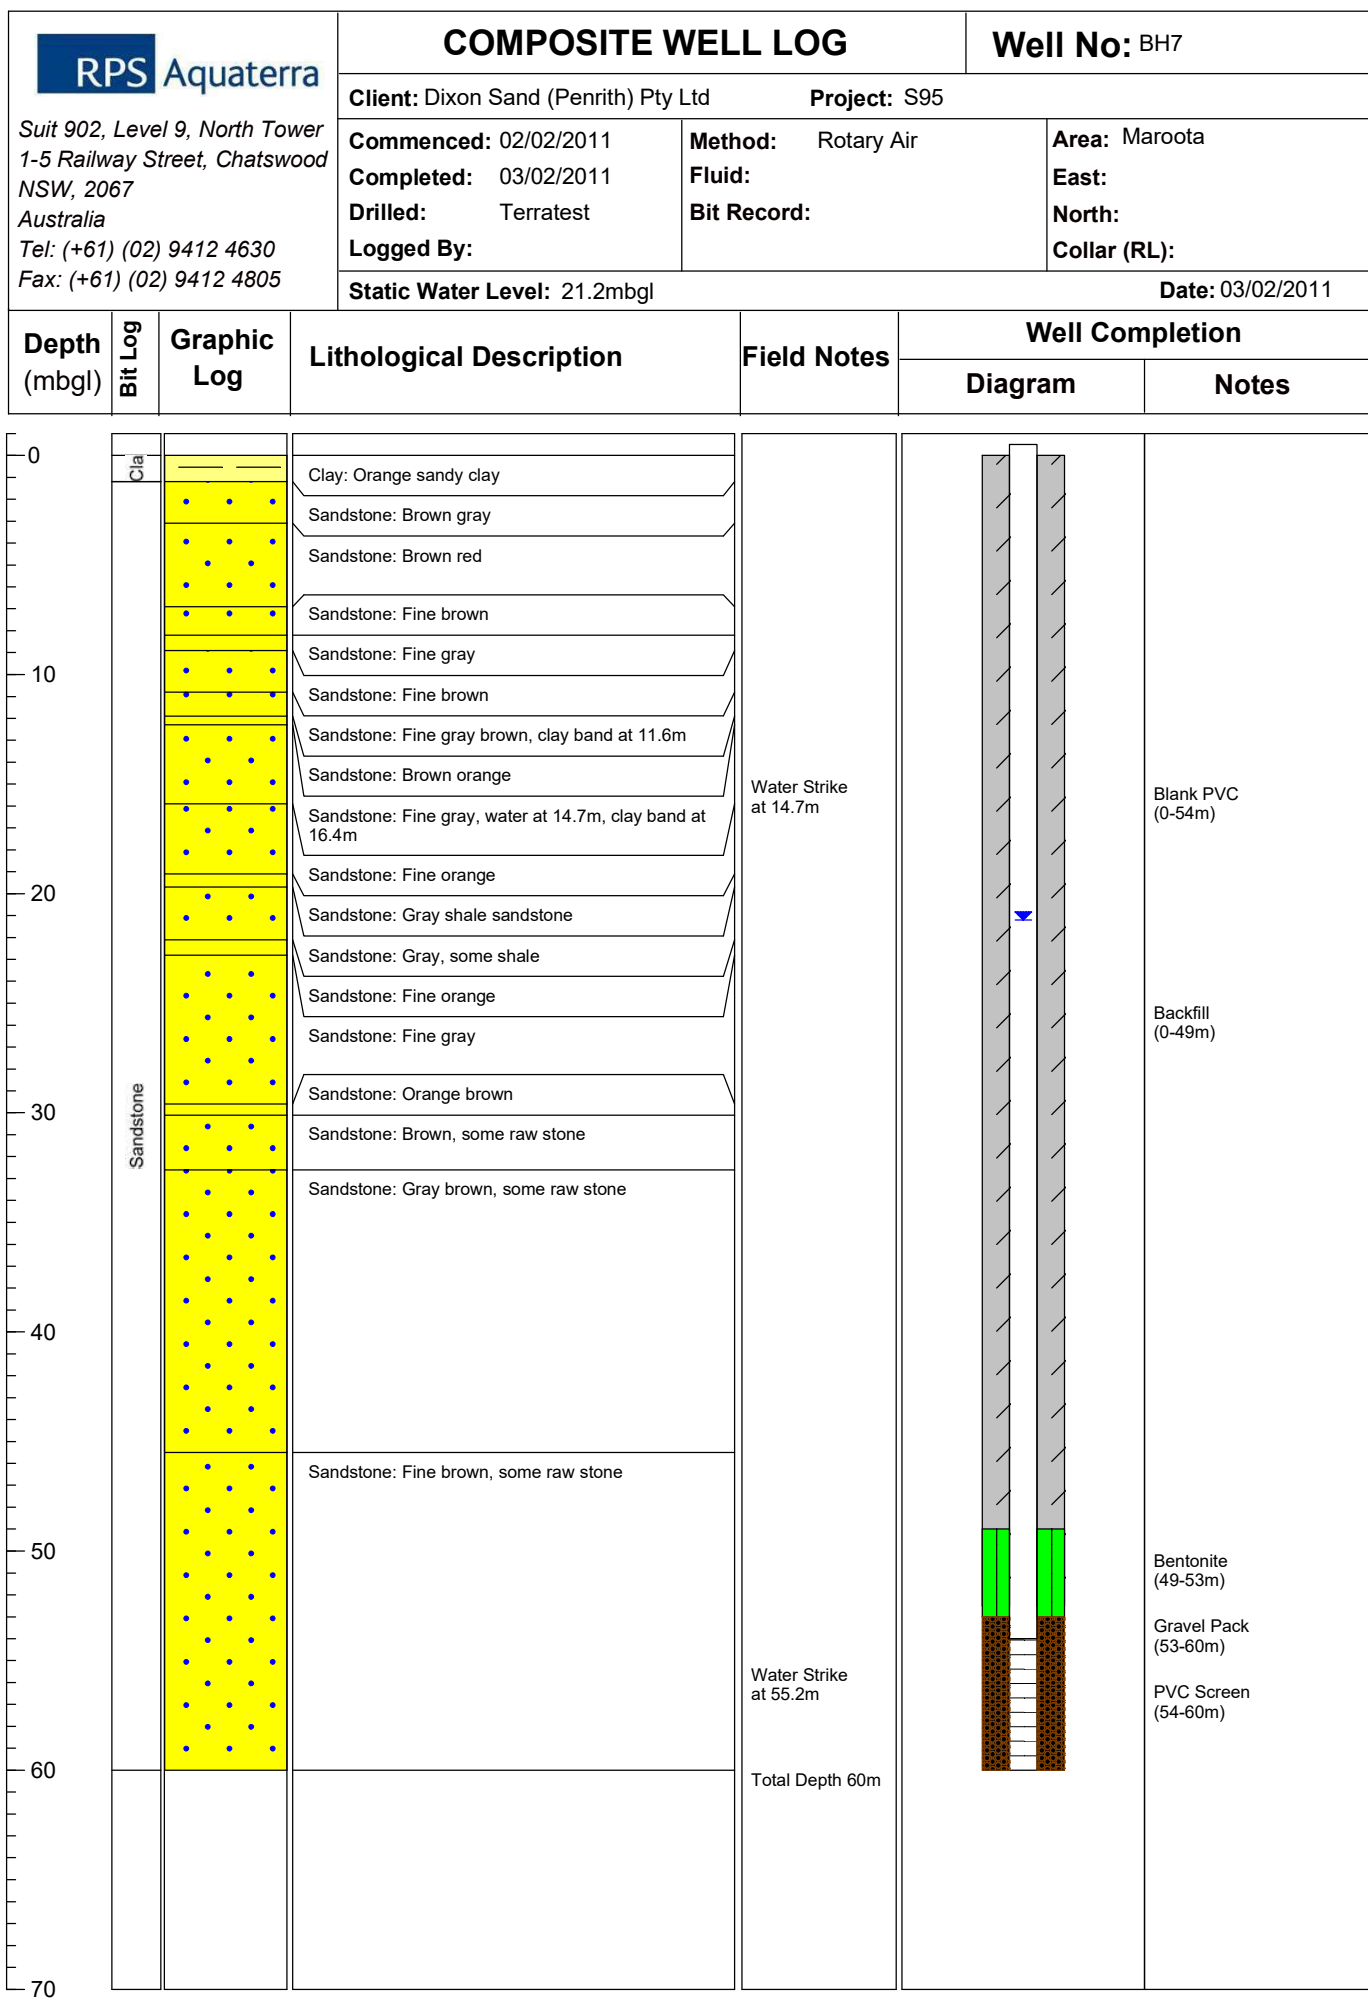 RPS Aquaterra
Suit 902, Level 9, North Tower
1-5 Railway Street, Chatswood
NSW, 2067
Australia
Tel: (+61) (02) 9412 4630
Fax: (+61) (02) 9412 4805
COMPOSITE WELL LOG
Well No: BH7
Client: Dixon Sand (Penrith) Pty Ltd Project: S95
Commenced: 02/02/2011
Completed: 03/02/2011
Drilled: Terratest
Logged By:
Method: Rotary Air
Fluid:
Bit Record:
Area: Maroota
East:
North:
Collar (RL):
Static Water Level: 21.2mbgl Date: 03/02/2011
Depth
(mbgl)
Bit Log
Graphic
Log
Lithological Description
Field Notes
Well Completion
Diagram
Notes
0
10
20
30
40
50
60
70
Cla
Sandstone
Clay: Orange sandy clay
Sandstone: Brown gray
Sandstone: Brown red
Sandstone: Fine brown
Sandstone: Fine gray
Sandstone: Fine brown
Sandstone: Fine gray brown, clay band at 11.6m
Sandstone: Brown orange
Sandstone: Fine gray, water at 14.7m, clay band at
16.4m
Sandstone: Fine orange
Sandstone: Gray shale sandstone
Sandstone: Gray, some shale
Sandstone: Fine orange
Sandstone: Fine gray
Sandstone: Orange brown
Sandstone: Brown, some raw stone
Sandstone: Gray brown, some raw stone
Sandstone: Fine brown, some raw stone
Water Strike
at 14.7m
Water Strike
at 55.2m
Total Depth 60m
Blank PVC
(0-54m)
Backfill
(0-49m)
Bentonite
(49-53m)
Gravel Pack
(53-60m)
PVC Screen
(54-60m)